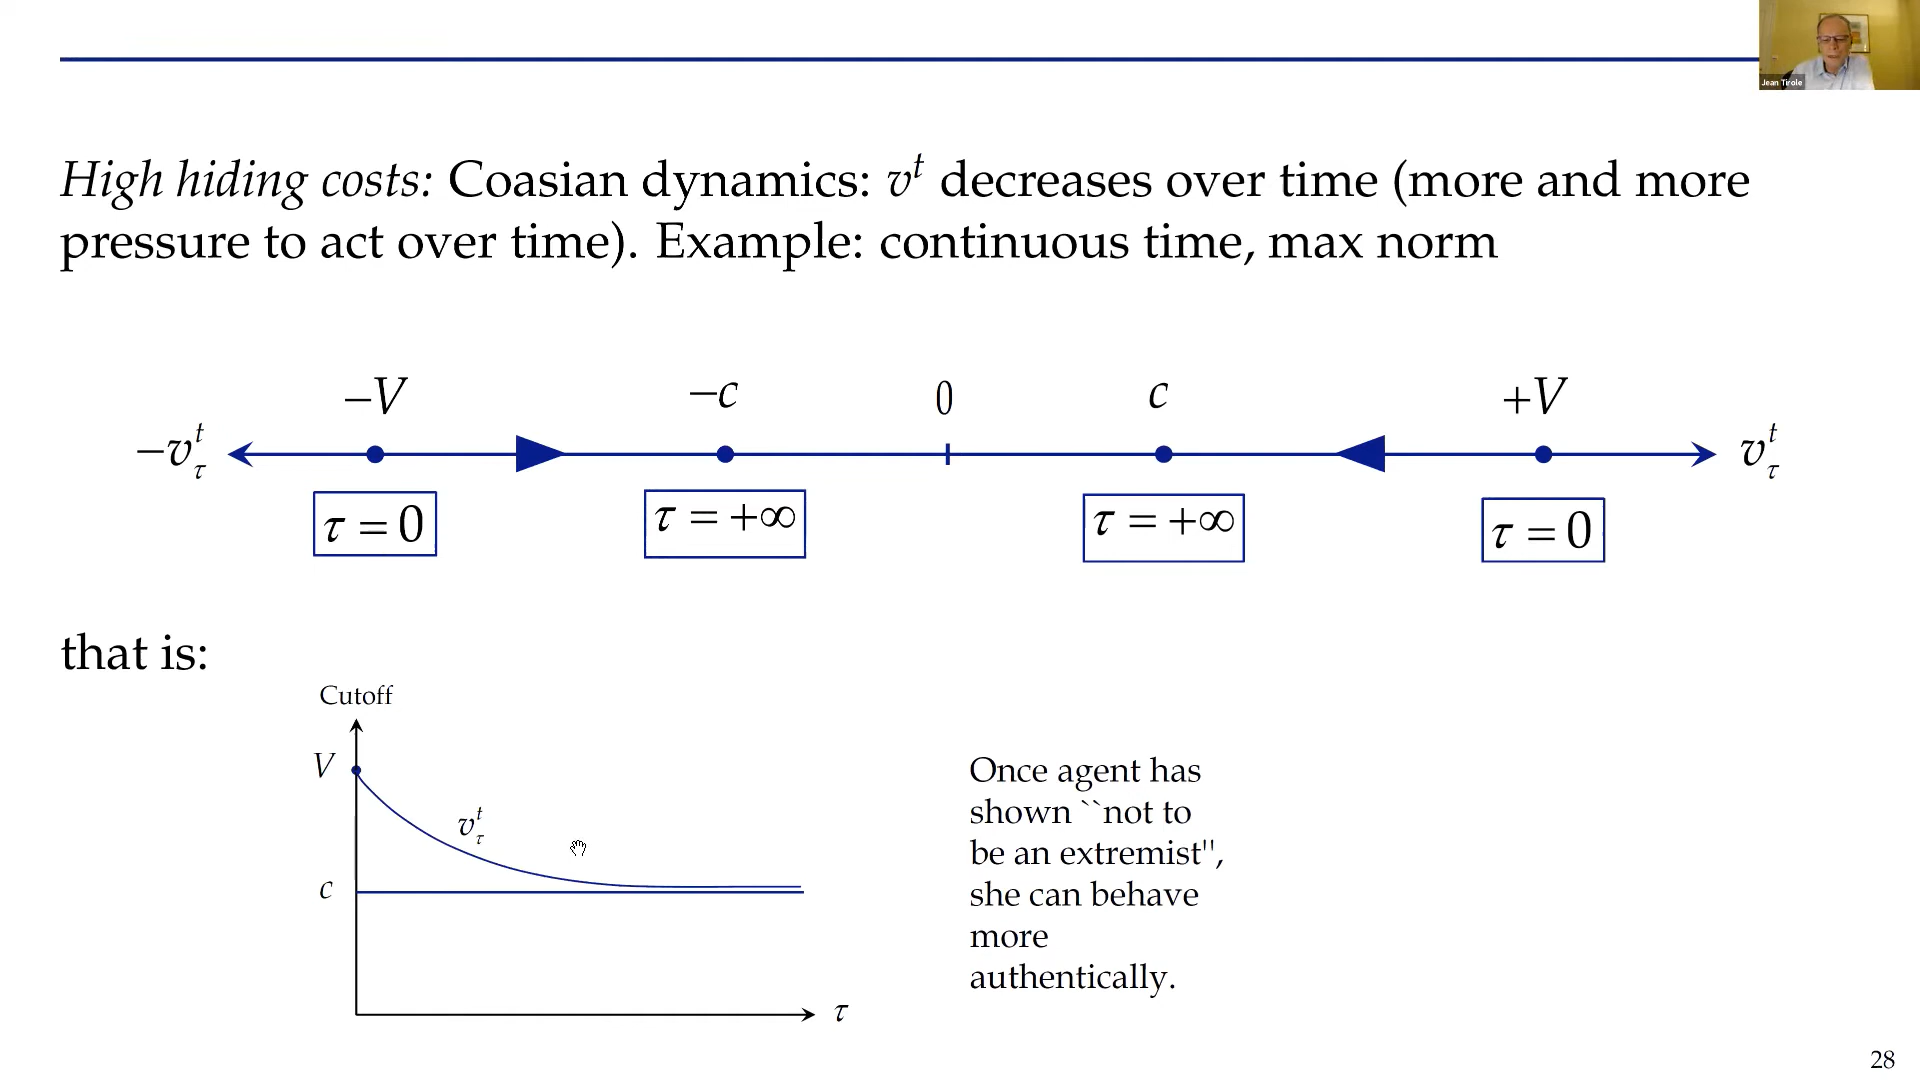 Jean Tirole
High hiding costs: Coasian dynamics: vᵗ decreases over time (more and more
pressure to act over time). Example: continuous time, max norm
−V −c 0 c +V
−v^t_τ v^t_τ
τ = 0 τ = +∞ τ = +∞ τ = 0
that is:
Cutoff
V
v^t_τ
c
τ
Once agent has
shown ``not to
be an extremist'',
she can behave
more
authentically.
28